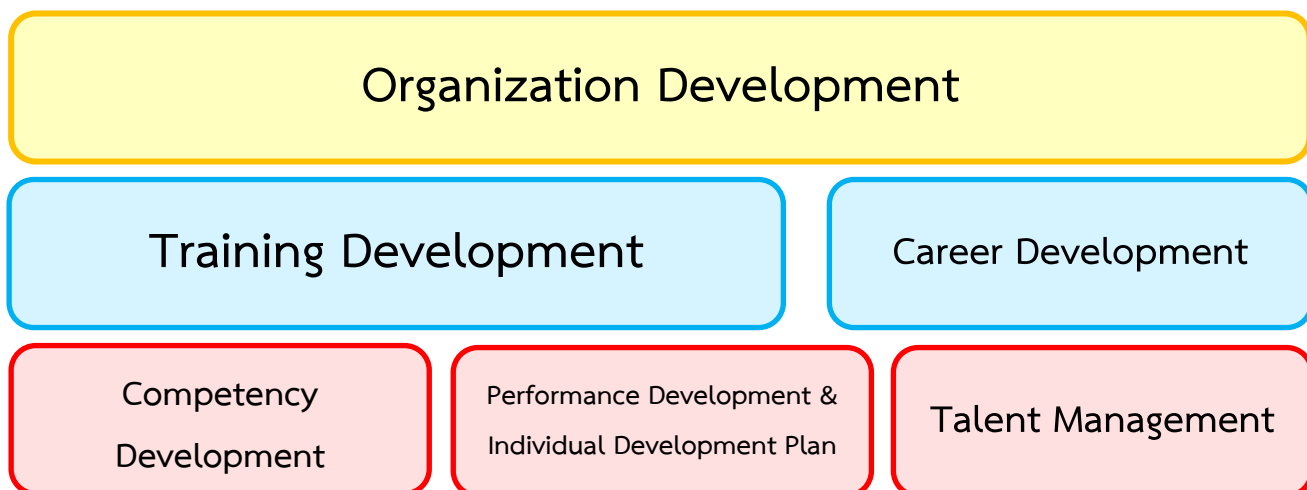 Organization Development
Training Development
Career Development
Competency
Development
Performance Development &
Individual Development Plan
Talent Management